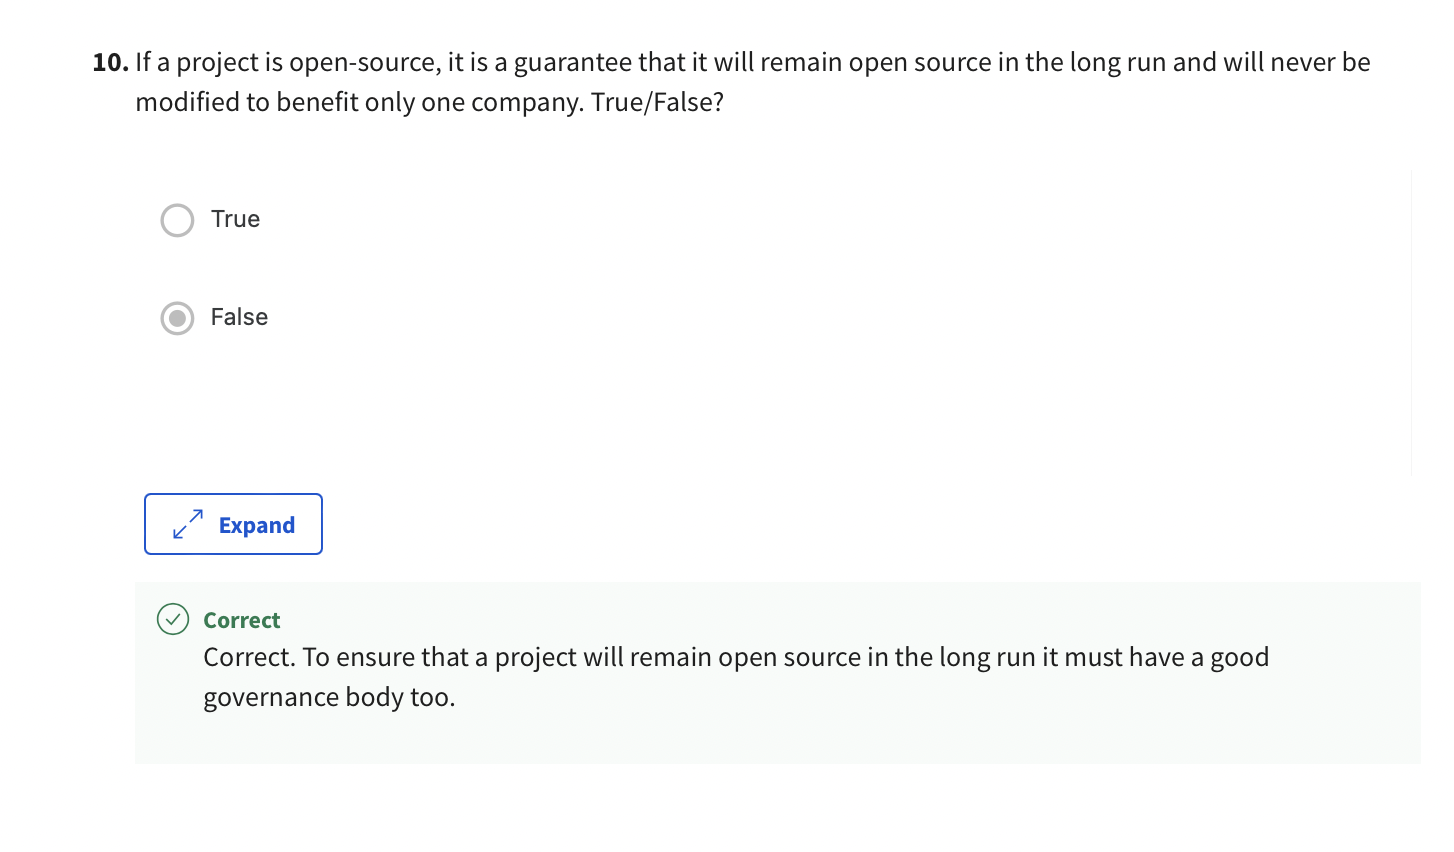 10. If a project is open-source, it is a guarantee that it will remain open source in the long run and will never be
modified to benefit only one company. True/False?
True
False
Expand
Correct
Correct. To ensure that a project will remain open source in the long run it must have a good
governance body too.